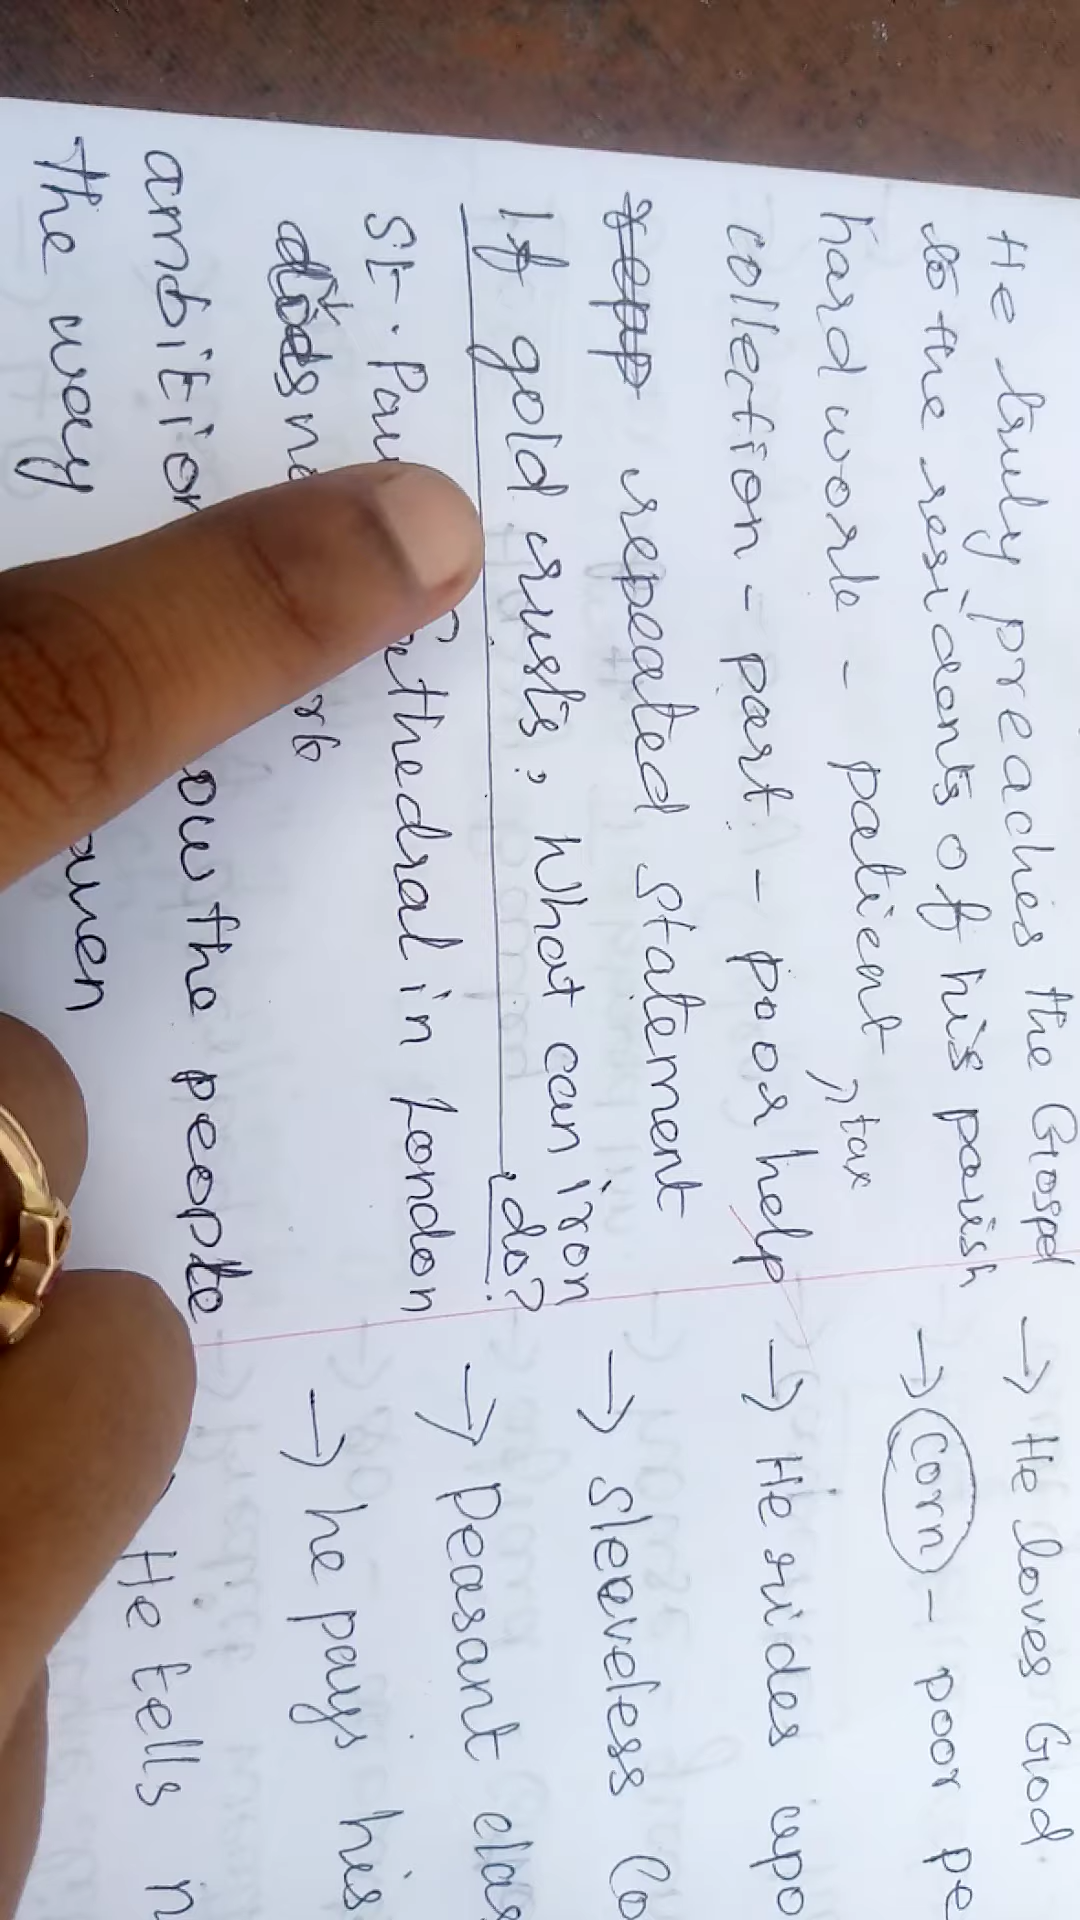 He truly preaches the Gospel
to the residents of his parish
hard work - patient
tax
collection - part - poor help
repeated statement
If gold rusts, what can iron
do?
St. Pau thedral in London
ambition ow the people
the way
→ He loves God.
→ Corn - poor pe
→ He rides upo
→ sleeveless Co
→ Peasant clas
→ he pays his
He tells n